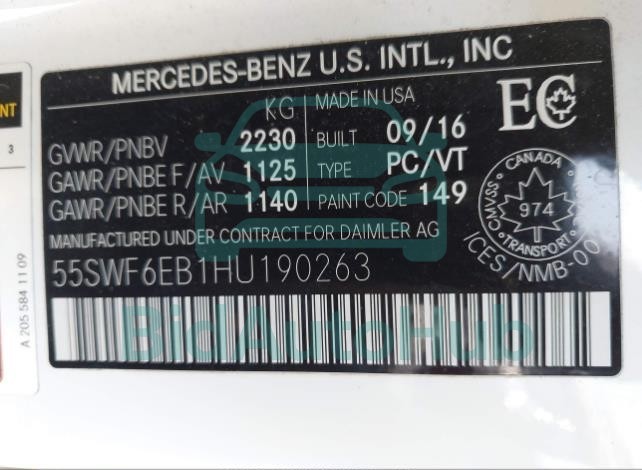 MERCEDES-BENZ U.S. INTL., INC
KG
MADE IN USA
EC
GVWR/PNBV 2230
BUILT 09/16
GAWR/PNBE F/AV 1125
TYPE PC/VT
GAWR/PNBE R/AR 1140
PAINT CODE 149
CANADA
974
TRANSPORT
ICES/NMB-00
MANUFACTURED UNDER CONTRACT FOR DAIMLER AG
55SWF6EB1HU190263
BidAutoHub
A 205 584 11 09
3